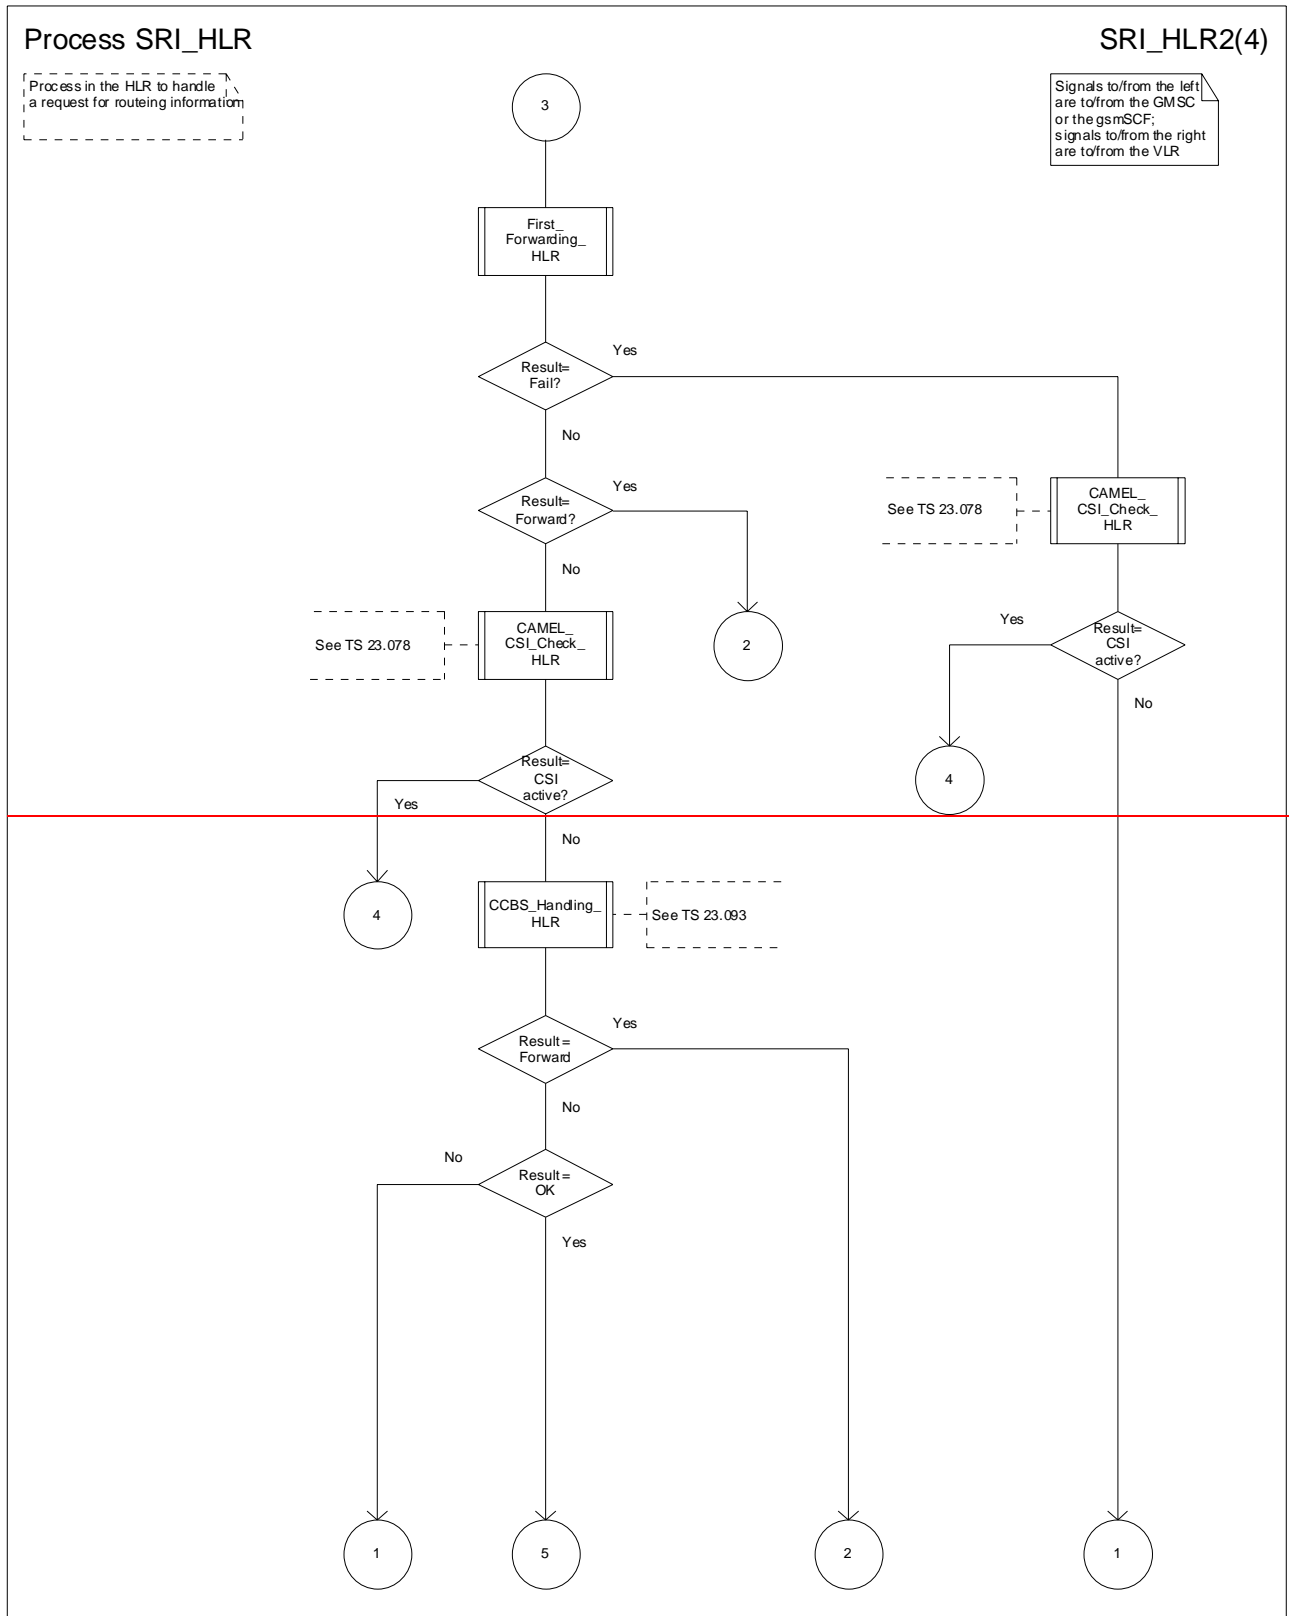 Process SRI_HLR
SRI_HLR2(4)
Process in the HLR to handle
a request for routeing information
Signals to/from the left
are to/from the GMSC
or the gsmSCF;
signals to/from the right
are to/from the VLR
3
First_
Forwarding_
HLR
Result=
Fail?
Yes
No
Result=
Forward?
Yes
No
See TS 23.078
CAMEL_
CSI_Check_
HLR
See TS 23.078
CAMEL_
CSI_Check_
HLR
2
Yes
Result=
CSI
active?
No
4
Result=
CSI
active?
Yes
No
4
CCBS_Handling_
HLR
See TS 23.093
Result=
Forward
Yes
No
No
Result=
OK
Yes
1
5
2
1